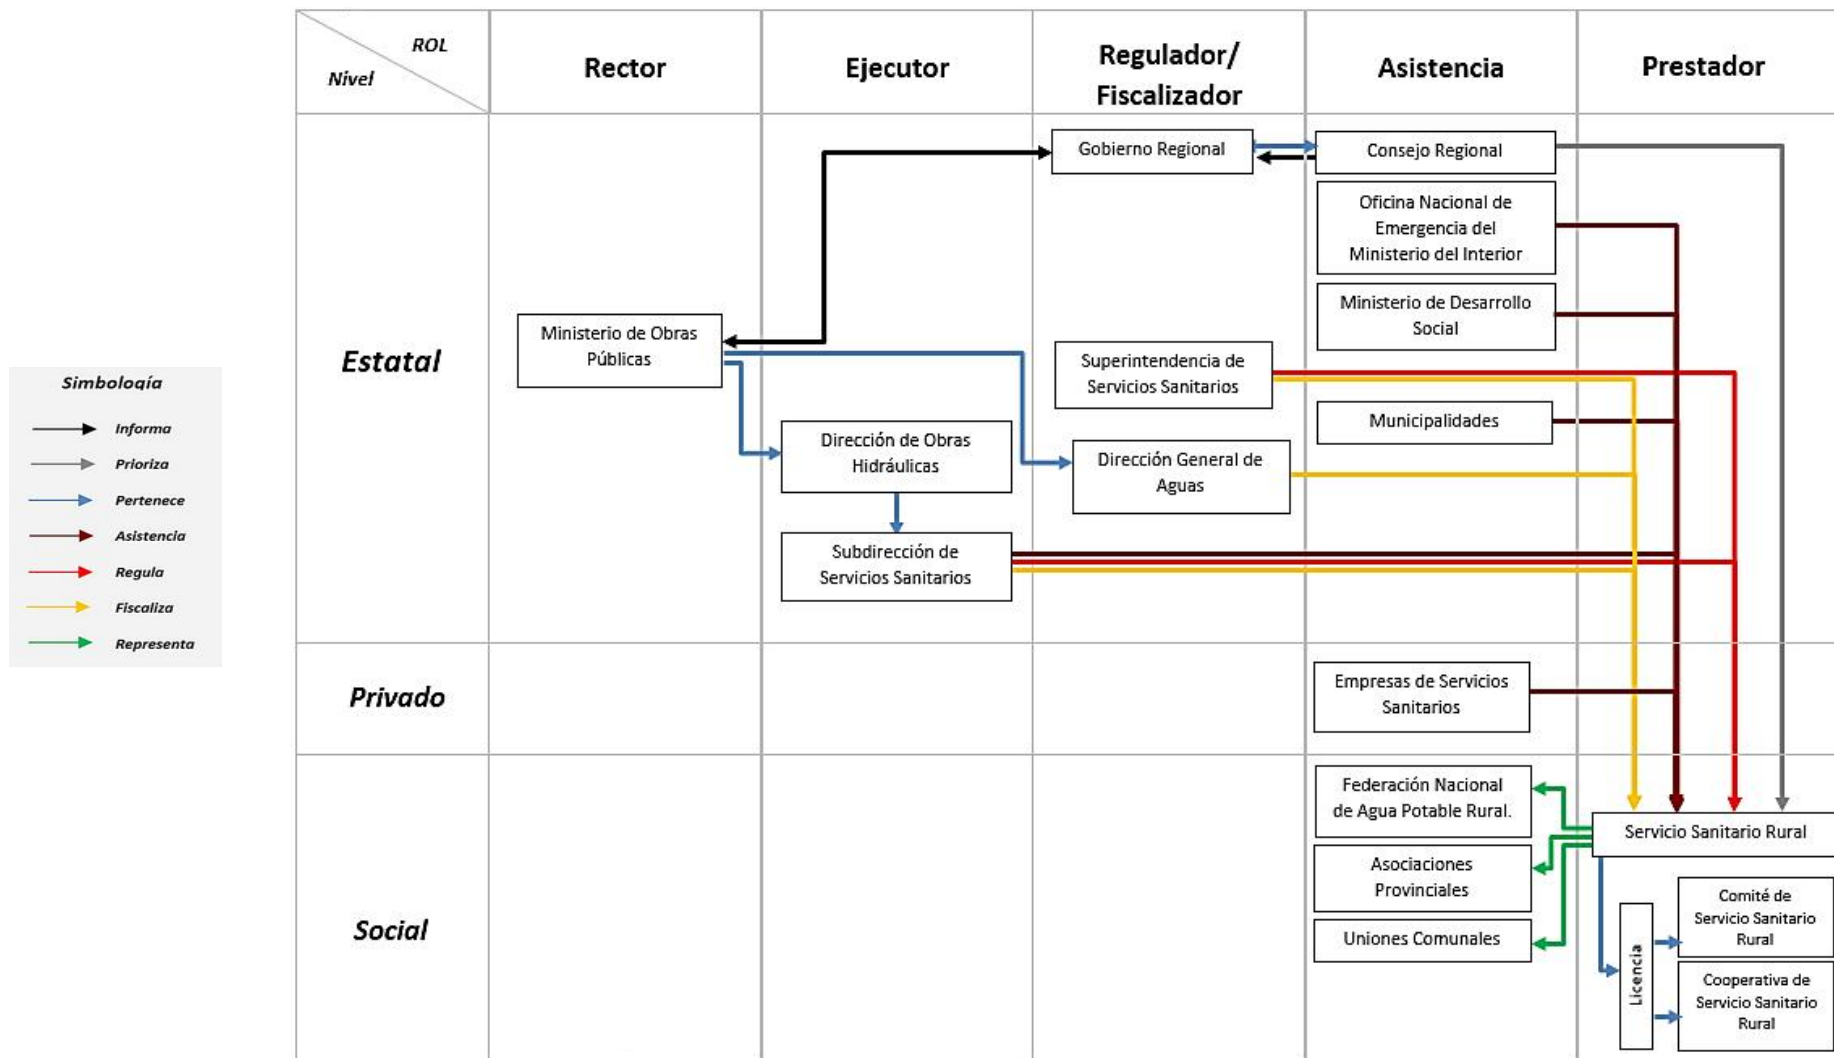 ROL
Nivel
Rector
Ejecutor
Regulador/
Fiscalizador
Asistencia
Prestador
Estatal
Gobierno Regional
Consejo Regional
Oficina Nacional de
Emergencia del
Ministerio del Interior
Ministerio de Desarrollo
Social
Ministerio de Obras
Públicas
Superintendencia de
Servicios Sanitarios
Municipalidades
Dirección de Obras
Hidráulicas
Dirección General de
Aguas
Subdirección de
Servicios Sanitarios
Simbología
Informa
Prioriza
Pertenece
Asistencia
Regula
Fiscaliza
Representa
Privado
Empresas de Servicios
Sanitarios
Social
Federación Nacional
de Agua Potable Rural.
Asociaciones
Provinciales
Uniones Comunales
Servicio Sanitario Rural
Licencia
Comité de
Servicio Sanitario
Rural
Cooperativa de
Servicio Sanitario
Rural